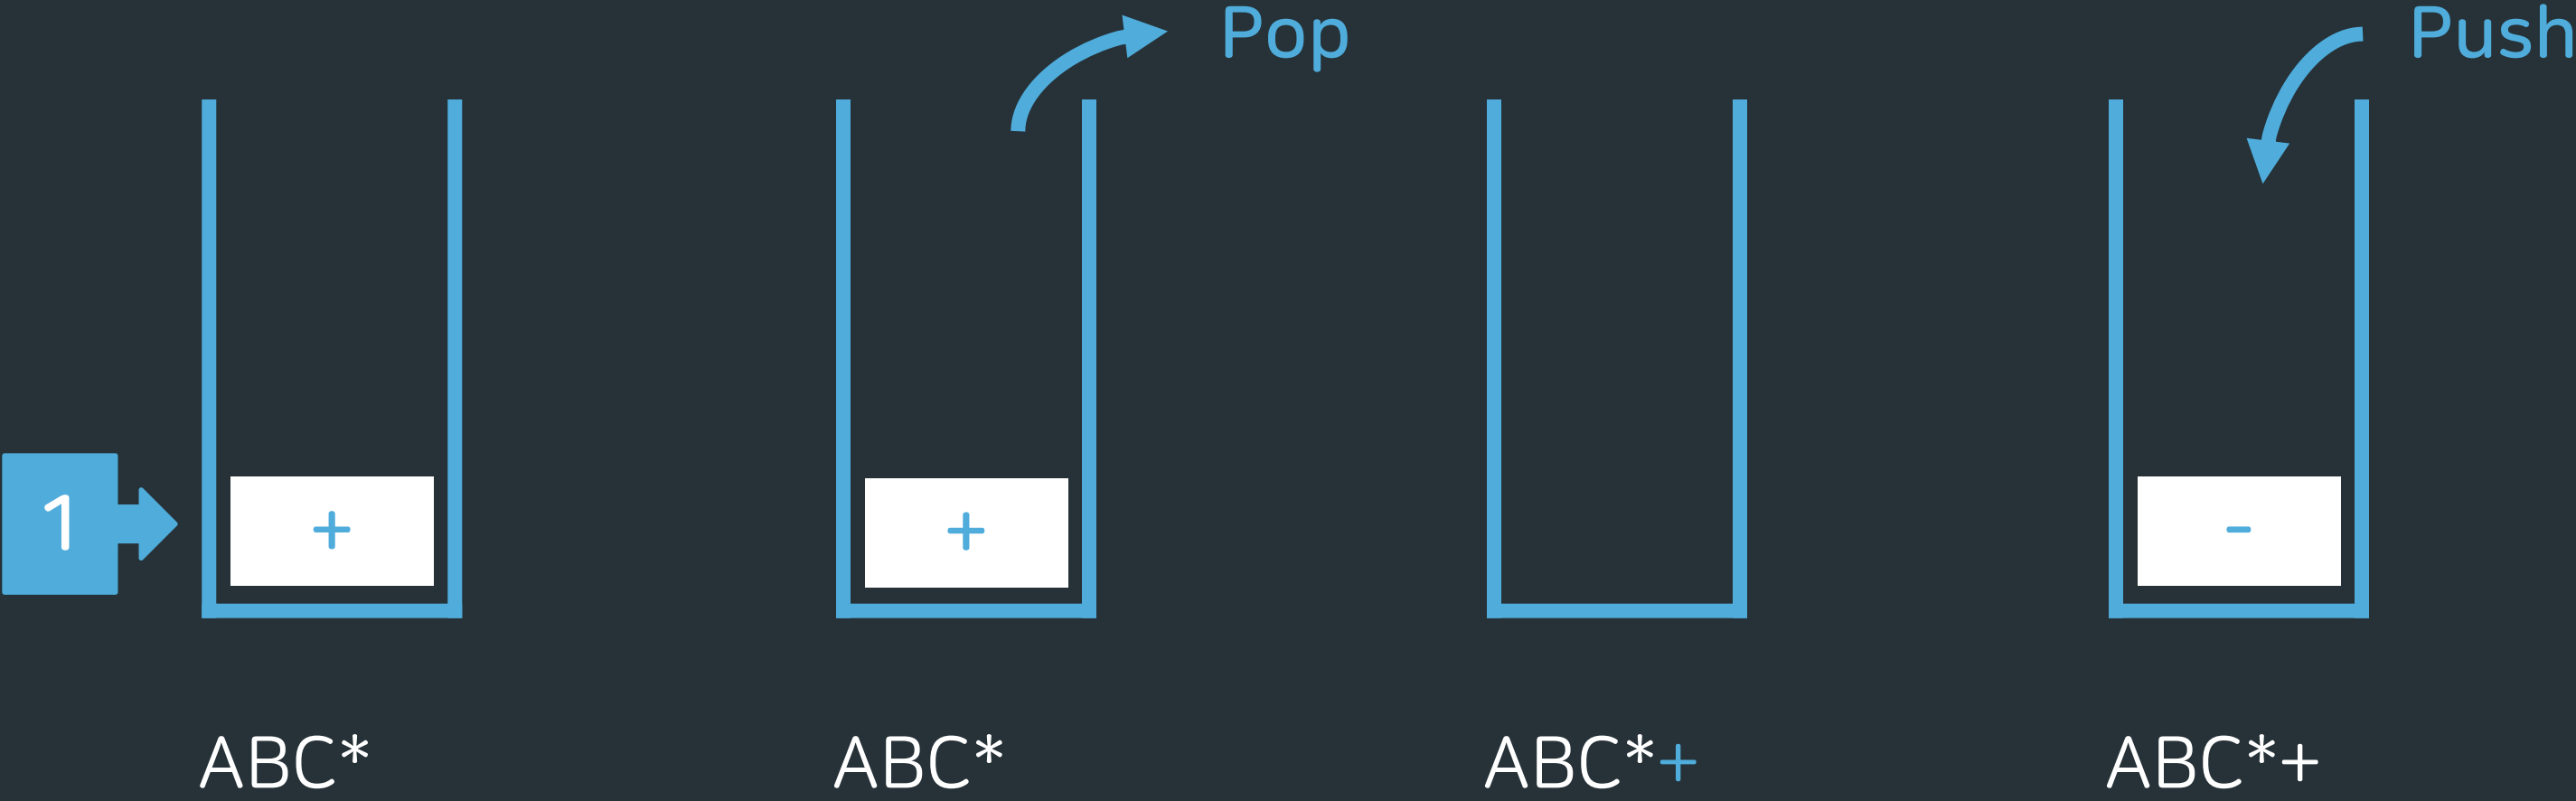 Pop
Push
1
+
+
-
ABC*
ABC*
ABC*+
ABC*+